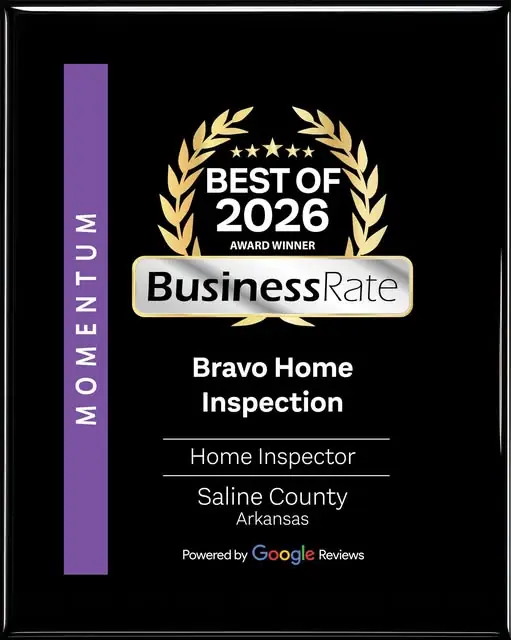 MOMENTUM
BEST OF
2026
AWARD WINNER
BusinessRate
Bravo Home
Inspection
Home Inspector
Saline County
Arkansas
Powered by Google Reviews